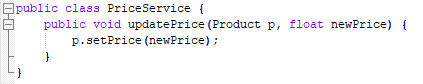 public class PriceService {
    public void updatePrice(Product p, float newPrice) {
        p.setPrice(newPrice);
    }
}